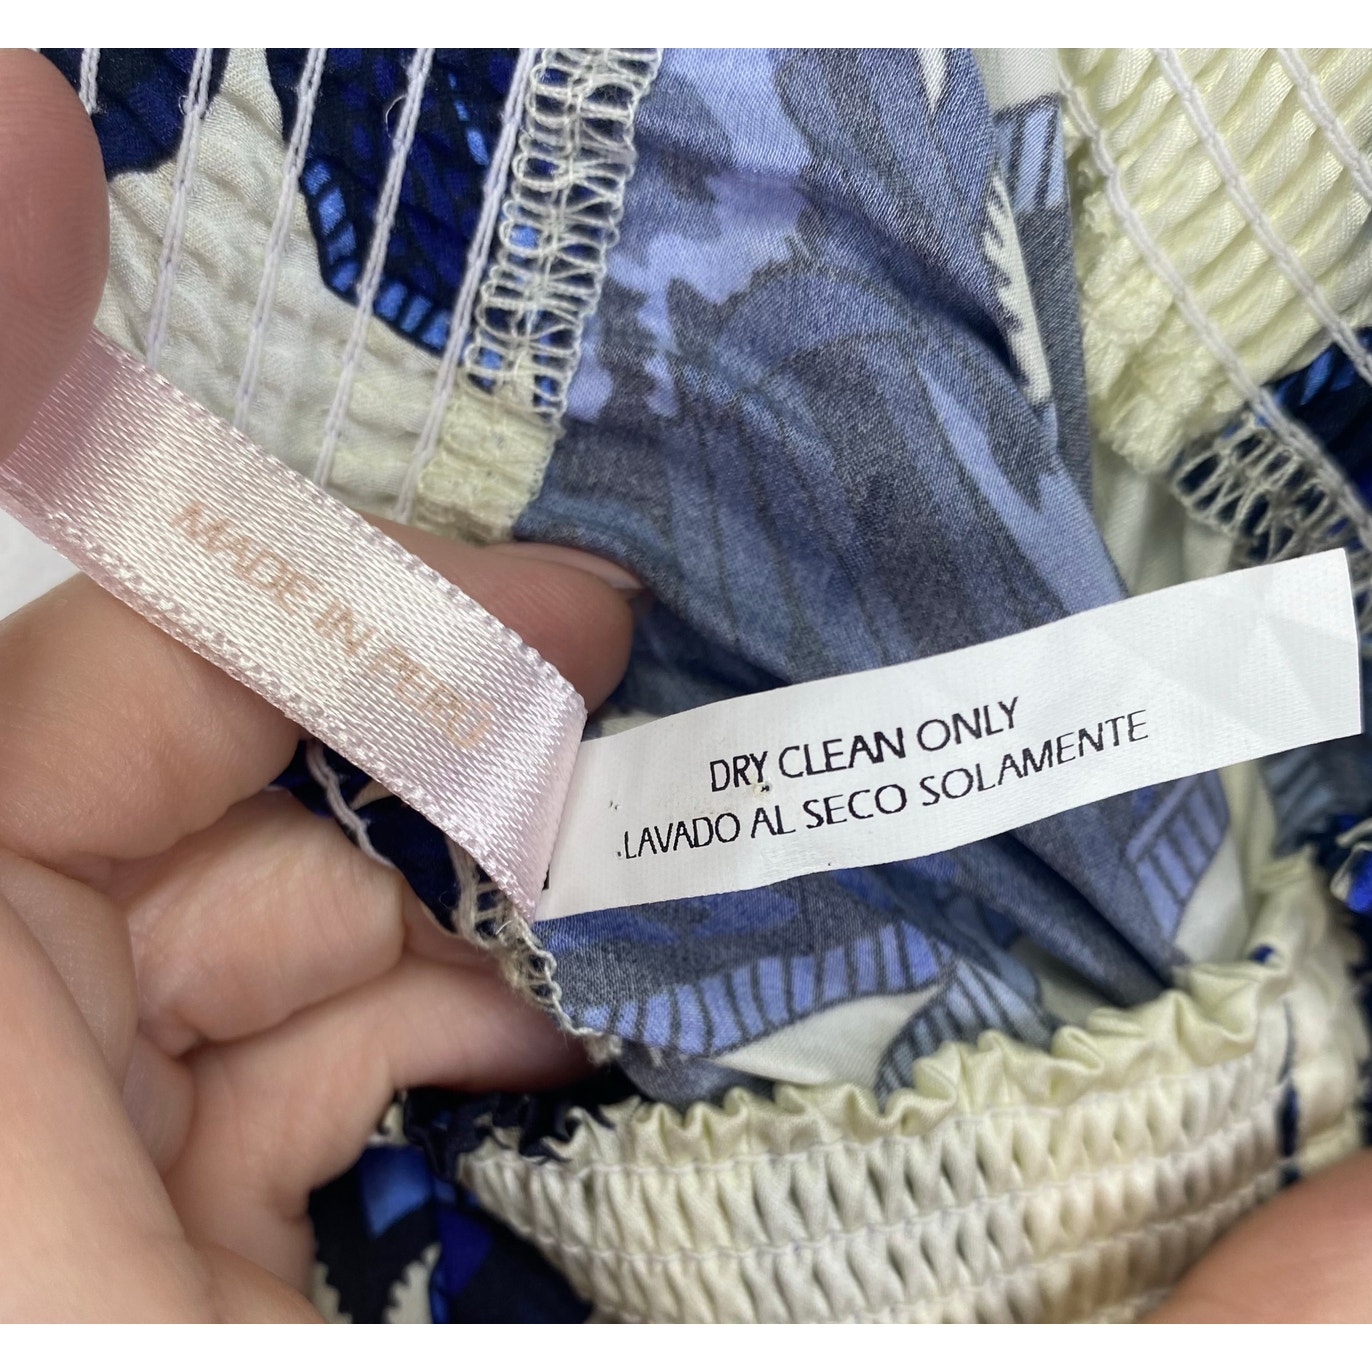 MADE IN PERU
DRY CLEAN ONLY
LAVADO AL SECO SOLAMENTE